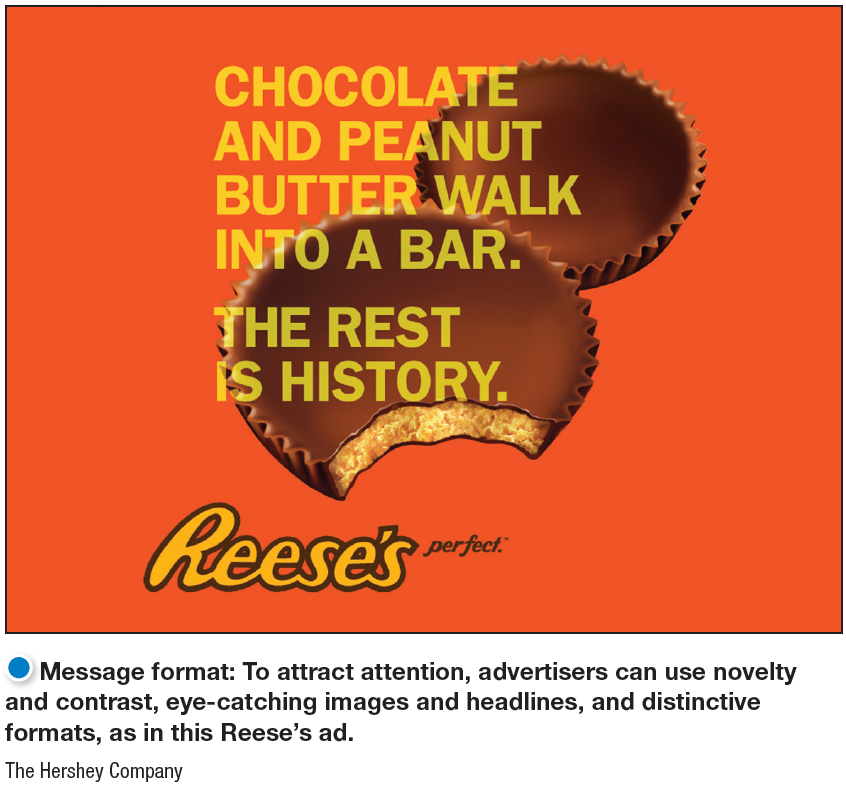 CHOCOLATE
AND PEANUT
BUTTER WALK
INTO A BAR.
THE REST
IS HISTORY.
Reese's perfect.™
Message format: To attract attention, advertisers can use novelty
and contrast, eye-catching images and headlines, and distinctive
formats, as in this Reese’s ad.
The Hershey Company